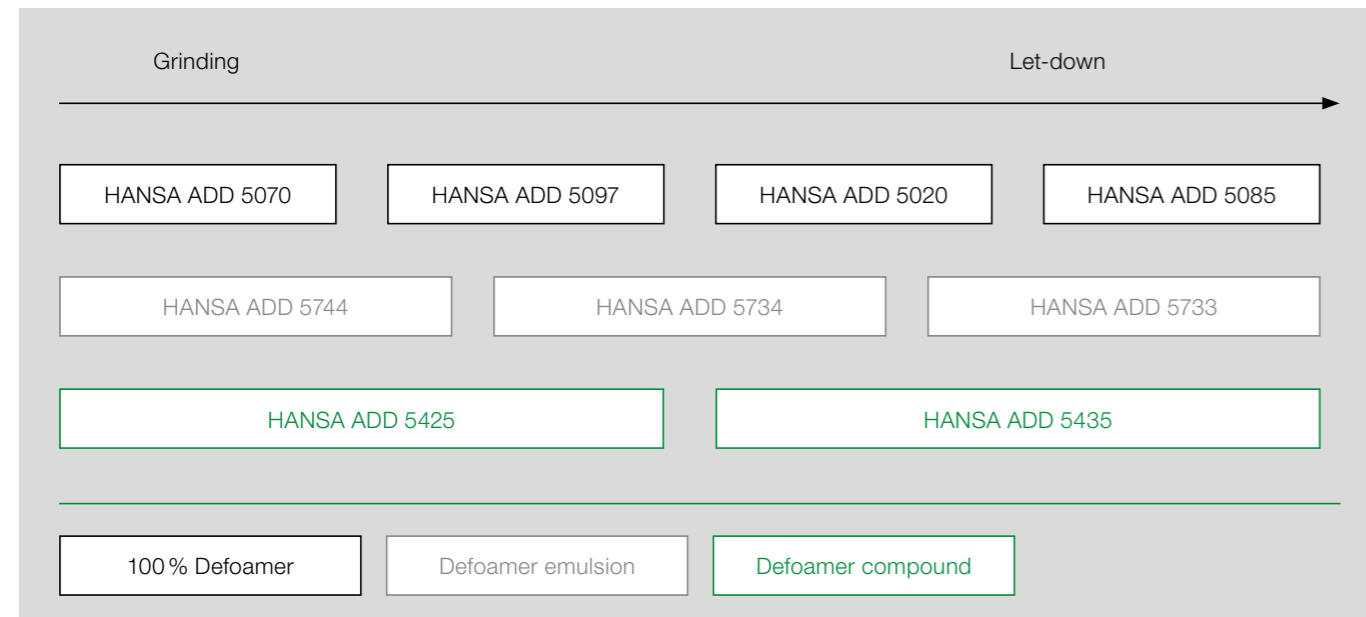 Grinding
Let-down
HANSA ADD 5070
HANSA ADD 5097
HANSA ADD 5020
HANSA ADD 5085
HANSA ADD 5744
HANSA ADD 5734
HANSA ADD 5733
HANSA ADD 5425
HANSA ADD 5435
100 % Defoamer
Defoamer emulsion
Defoamer compound